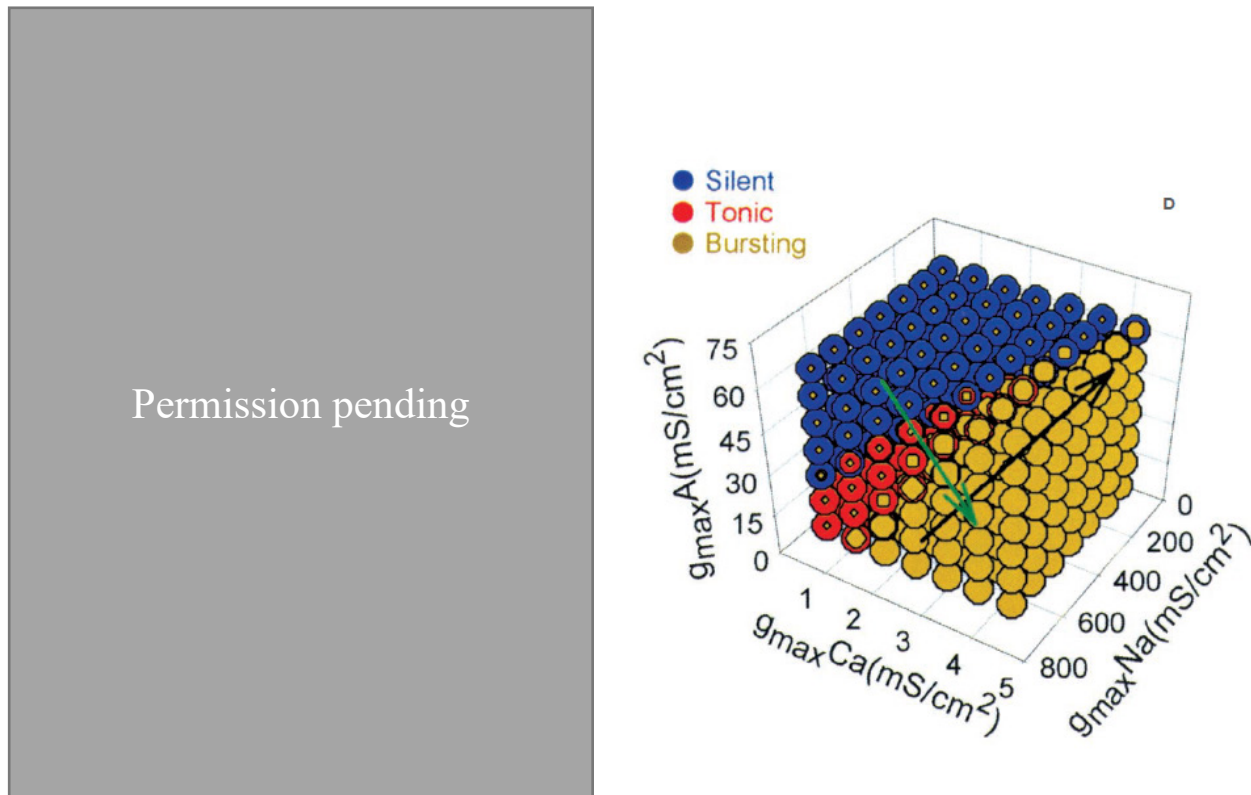 Permission pending
Silent
Tonic
Bursting
D
75
60
45
30
15
0
gmaxA(mS/cm2)
1
2
3
4
5
gmaxCa(mS/cm2)
0
200
400
600
800
gmaxNa(mS/cm2)